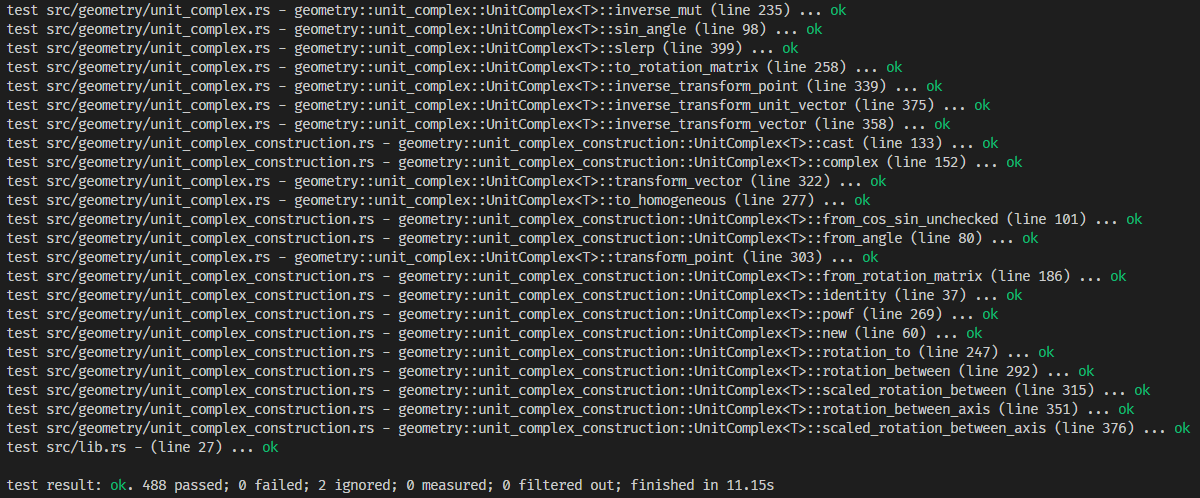 test src/geometry/unit_complex.rs - geometry::unit_complex::UnitComplex<T>::inverse_mut (line 235) ... ok
test src/geometry/unit_complex.rs - geometry::unit_complex::UnitComplex<T>::sin_angle (line 98) ... ok
test src/geometry/unit_complex.rs - geometry::unit_complex::UnitComplex<T>::slerp (line 399) ... ok
test src/geometry/unit_complex.rs - geometry::unit_complex::UnitComplex<T>::to_rotation_matrix (line 258) ... ok
test src/geometry/unit_complex.rs - geometry::unit_complex::UnitComplex<T>::inverse_transform_point (line 339) ... ok
test src/geometry/unit_complex.rs - geometry::unit_complex::UnitComplex<T>::inverse_transform_unit_vector (line 375) ... ok
test src/geometry/unit_complex.rs - geometry::unit_complex::UnitComplex<T>::inverse_transform_vector (line 358) ... ok
test src/geometry/unit_complex_construction.rs - geometry::unit_complex_construction::UnitComplex<T>::cast (line 133) ... ok
test src/geometry/unit_complex_construction.rs - geometry::unit_complex_construction::UnitComplex<T>::complex (line 152) ... ok
test src/geometry/unit_complex.rs - geometry::unit_complex::UnitComplex<T>::transform_vector (line 322) ... ok
test src/geometry/unit_complex.rs - geometry::unit_complex::UnitComplex<T>::to_homogeneous (line 277) ... ok
test src/geometry/unit_complex_construction.rs - geometry::unit_complex_construction::UnitComplex<T>::from_cos_sin_unchecked (line 101) ... ok
test src/geometry/unit_complex_construction.rs - geometry::unit_complex_construction::UnitComplex<T>::from_angle (line 80) ... ok
test src/geometry/unit_complex.rs - geometry::unit_complex::UnitComplex<T>::transform_point (line 303) ... ok
test src/geometry/unit_complex_construction.rs - geometry::unit_complex_construction::UnitComplex<T>::from_rotation_matrix (line 186) ... ok
test src/geometry/unit_complex_construction.rs - geometry::unit_complex_construction::UnitComplex<T>::identity (line 37) ... ok
test src/geometry/unit_complex_construction.rs - geometry::unit_complex_construction::UnitComplex<T>::powf (line 269) ... ok
test src/geometry/unit_complex_construction.rs - geometry::unit_complex_construction::UnitComplex<T>::new (line 60) ... ok
test src/geometry/unit_complex_construction.rs - geometry::unit_complex_construction::UnitComplex<T>::rotation_to (line 247) ... ok
test src/geometry/unit_complex_construction.rs - geometry::unit_complex_construction::UnitComplex<T>::rotation_between (line 292) ... ok
test src/geometry/unit_complex_construction.rs - geometry::unit_complex_construction::UnitComplex<T>::scaled_rotation_between (line 315) ... ok
test src/geometry/unit_complex_construction.rs - geometry::unit_complex_construction::UnitComplex<T>::rotation_between_axis (line 351) ... ok
test src/geometry/unit_complex_construction.rs - geometry::unit_complex_construction::UnitComplex<T>::scaled_rotation_between_axis (line 376) ... ok
test src/lib.rs - (line 27) ... ok
test result: ok. 488 passed; 0 failed; 2 ignored; 0 measured; 0 filtered out; finished in 11.15s